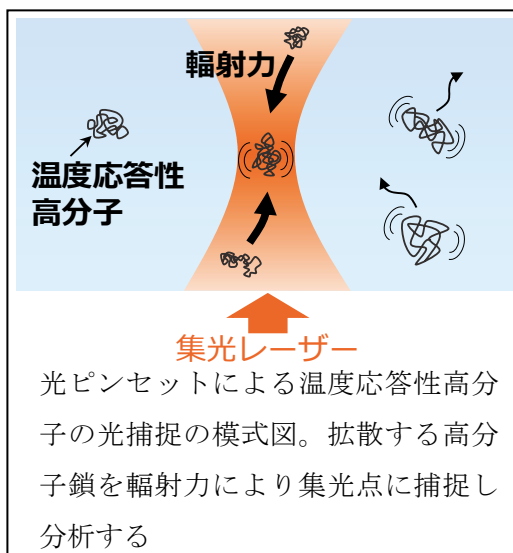 輻射力
温度応答性
高分子
集光レーザー
光ピンセットによる温度応答性高分
子の光捕捉の模式図。拡散する高分
子鎖を輻射力により集光点に捕捉し
分析する